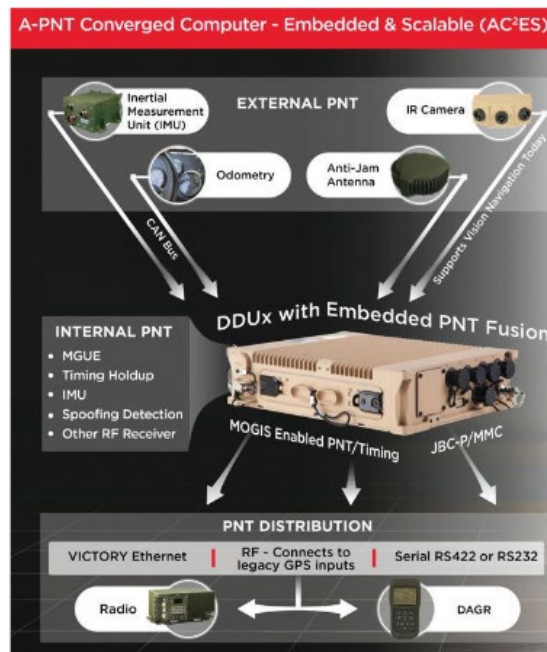 A-PNT Converged Computer - Embedded & Scalable (AC²ES)
EXTERNAL PNT
Inertial
Measurement
Unit (IMU)
IR Camera
Odometry
Anti-Jam
Antenna
CAN Bus
Supports Vision Navigation Today
DDUx with Embedded PNT Fusion
INTERNAL PNT
• MGUE
• Timing Holdup
• IMU
• Spoofing Detection
• Other RF Receiver
MOGIS Enabled PNT/Timing
JBC-P/MMC
PNT DISTRIBUTION
VICTORY Ethernet
RF - Connects to
legacy GPS inputs
Serial RS422 or RS232
Radio
DAGR